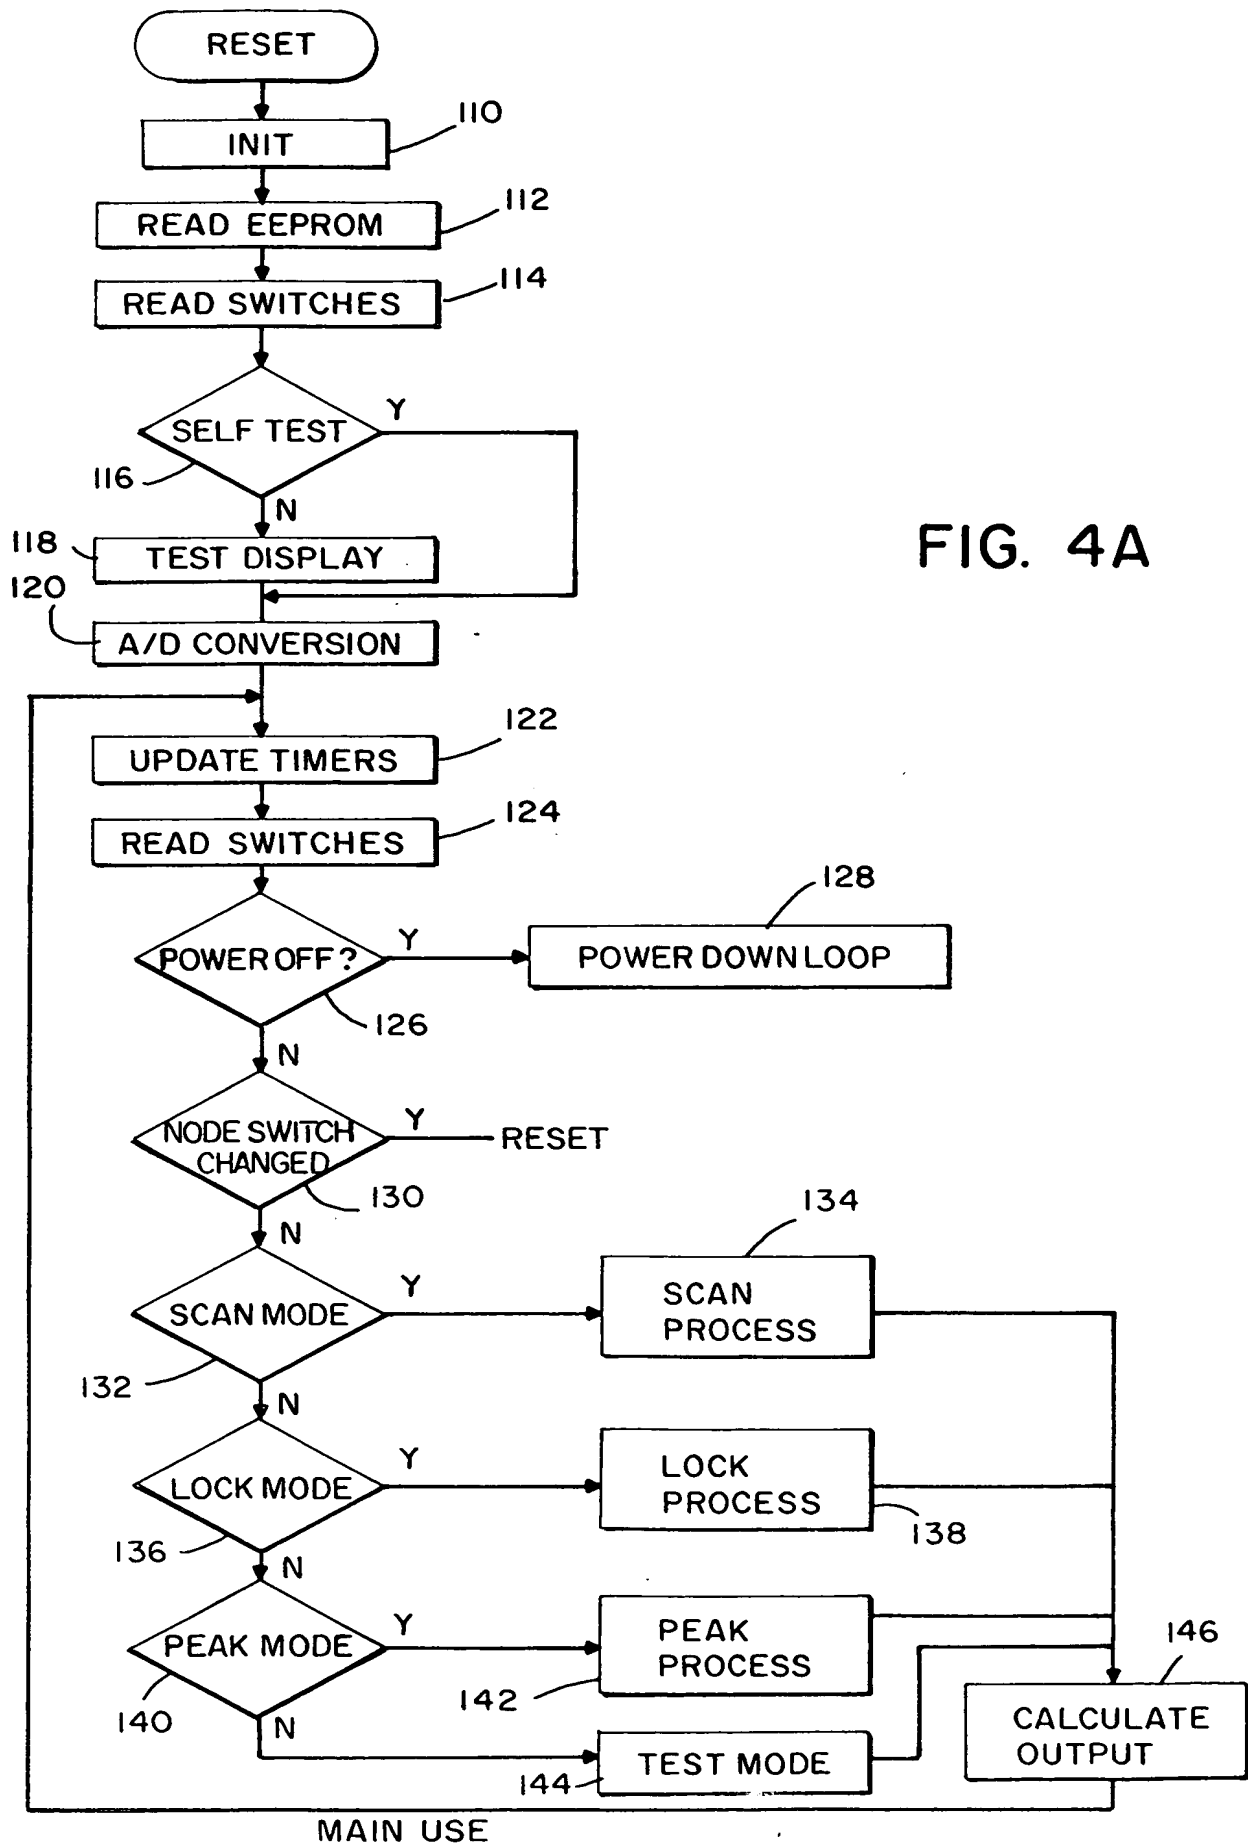 RESET
INIT
110
READ EEPROM
112
READ SWITCHES
114
SELF TEST
Y
116
N
118
TEST DISPLAY
FIG. 4A
120
A/D CONVERSION
UPDATE TIMERS
122
READ SWITCHES
124
POWER OFF?
Y
128
POWER DOWN LOOP
126
N
NODE SWITCH
CHANGED
Y
RESET
130
N
SCAN MODE
Y
134
SCAN
PROCESS
132
N
LOCK MODE
Y
LOCK
PROCESS
138
136
N
PEAK MODE
Y
PEAK
PROCESS
142
140
N
TEST MODE
144
146
CALCULATE
OUTPUT
MAIN USE